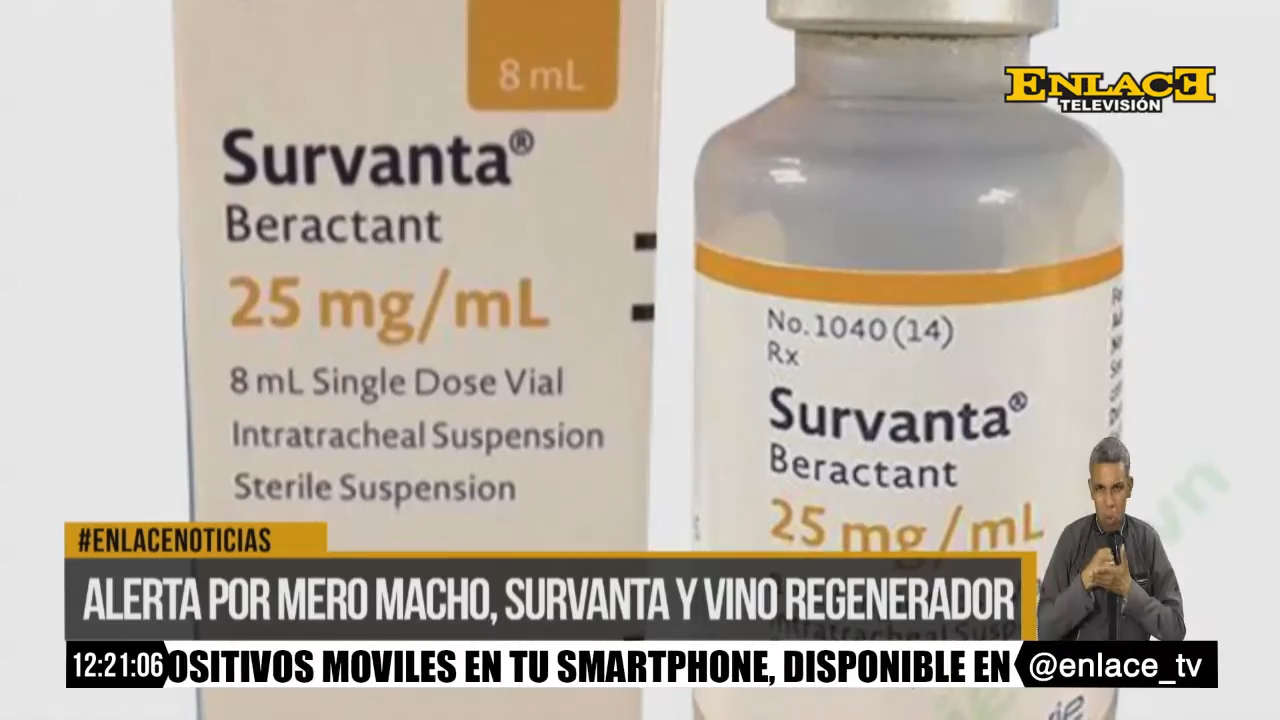 8 mL
Survanta®
Beractant
25 mg/mL
8 mL Single Dose Vial
Intratracheal Suspension
Sterile Suspension
No. 1040 (14)
Rx
Survanta®
Beractant
25 mg/mL
Intratracheal Susp
ENLACE
TELEVISIÓN
#ENLACENOTICIAS
ALERTA POR MERO MACHO, SURVANTA Y VINO REGENERADOR
12:21:06
OSITIVOS MOVILES EN TU SMARTPHONE, DISPONIBLE EN
@enlace_tv